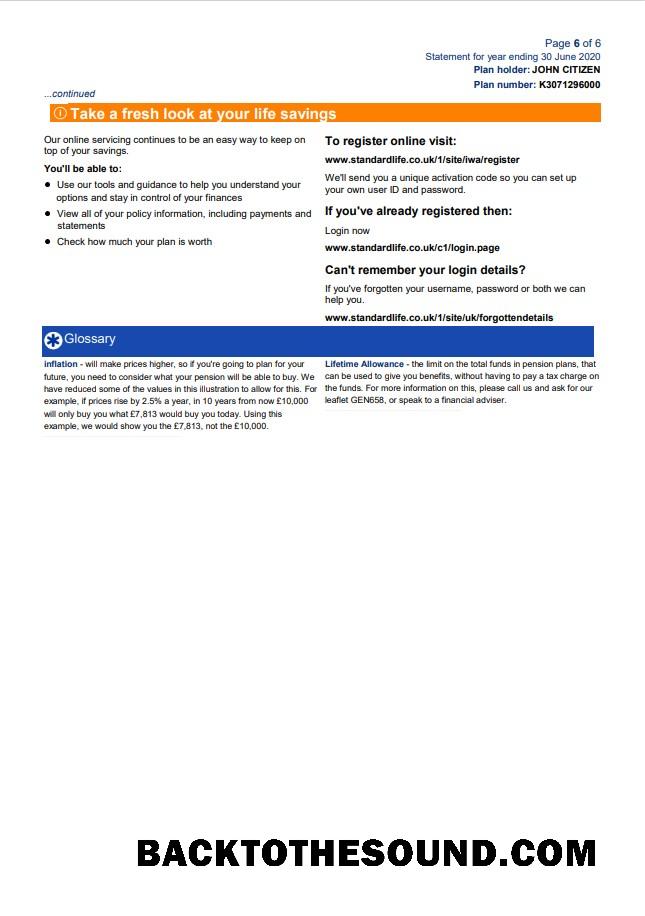 Page 6 of 6
Statement for year ending 30 June 2020
Plan holder: JOHN CITIZEN
Plan number: K3071296000
...continued
Take a fresh look at your life savings
Our online servicing continues to be an easy way to keep on
top of your savings.
You'll be able to:
● Use our tools and guidance to help you understand your
options and stay in control of your finances
● View all of your policy information, including payments and
statements
● Check how much your plan is worth
To register online visit:
www.standardlife.co.uk/1/site/iwa/register
We'll send you a unique activation code so you can set up
your own user ID and password.
If you've already registered then:
Login now
www.standardlife.co.uk/c1/login.page
Can't remember your login details?
If you've forgotten your username, password or both we can
help you.
www.standardlife.co.uk/1/site/uk/forgottendetails
Glossary
inflation - will make prices higher, so if you're going to plan for your
future, you need to consider what your pension will be able to buy. We
have reduced some of the values in this illustration to allow for this. For
example, if prices rise by 2.5% a year, in 10 years from now £10,000
will only buy you what £7,813 would buy you today. Using this
example, we would show you the £7,813, not the £10,000.
Lifetime Allowance - the limit on the total funds in pension plans, that
can be used to give you benefits, without having to pay a tax charge on
the funds. For more information on this, please call us and ask for our
leaflet GEN658, or speak to a financial adviser.
BACKTOTHESOUND.COM